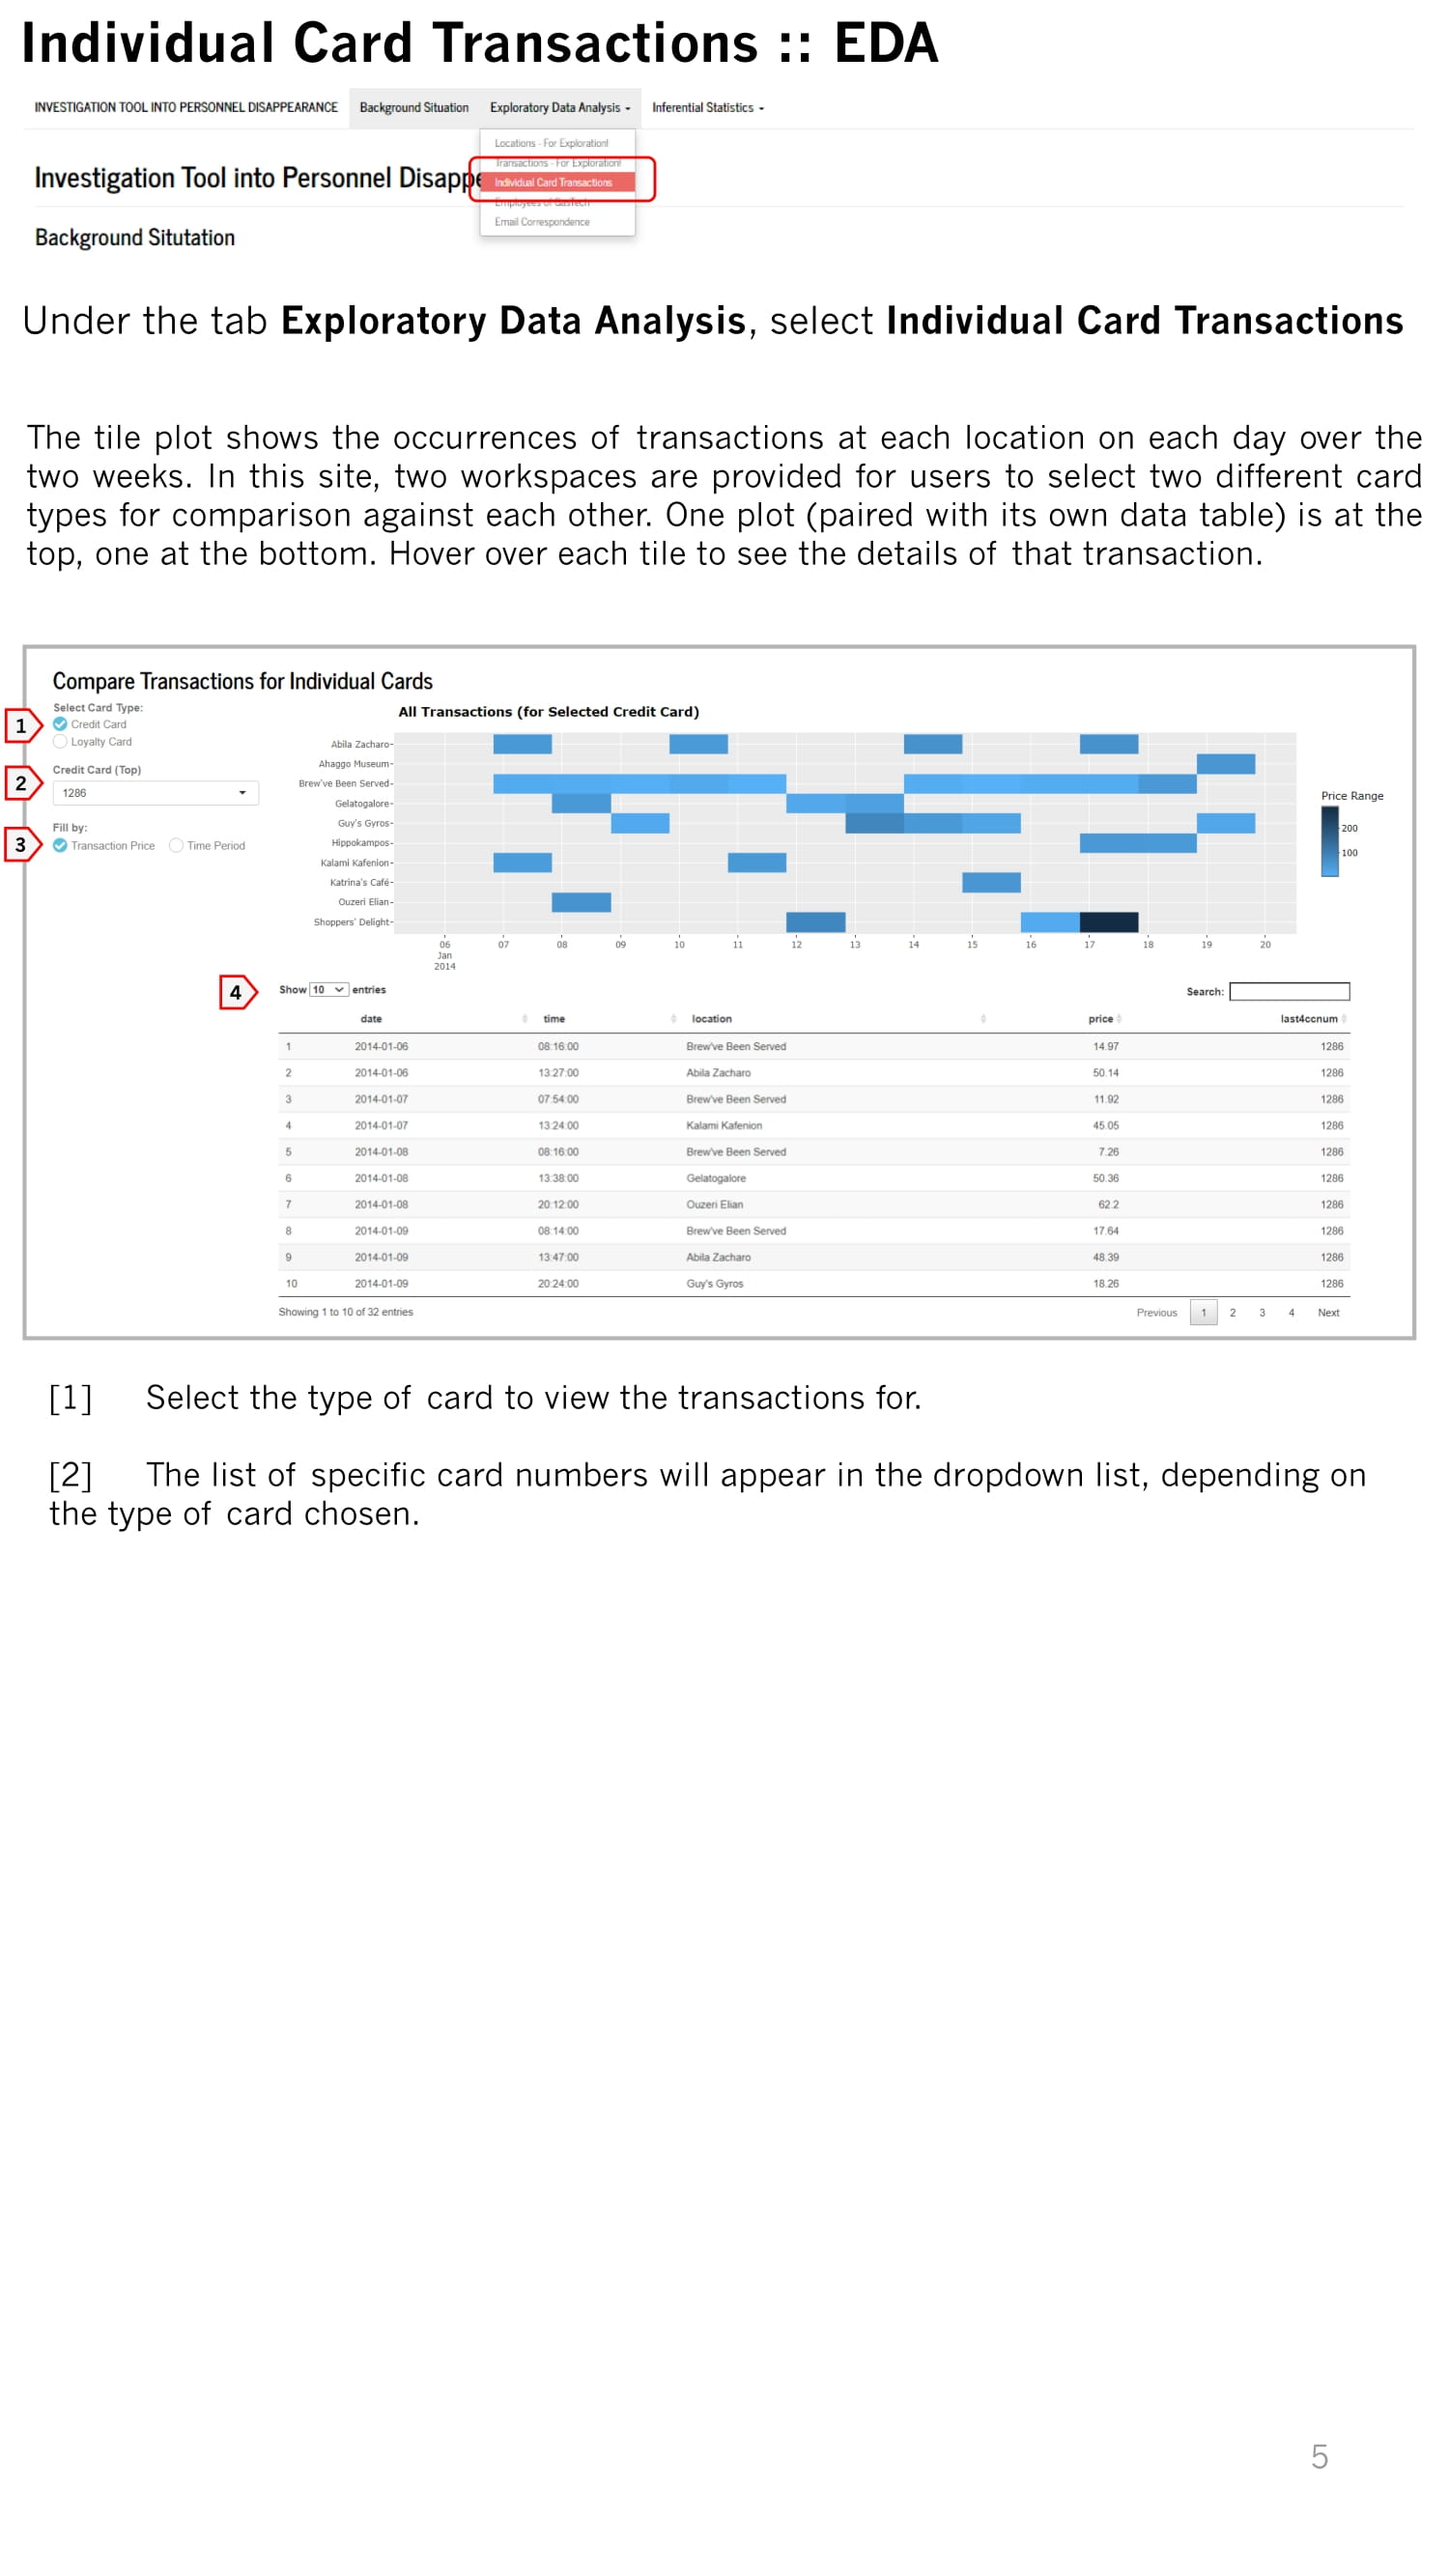 Individual Card Transactions :: EDA
INVESTIGATION TOOL INTO PERSONNEL DISAPPEARANCE Background Situation Exploratory Data Analysis Inferential Statistics
Locations - For Exploration!
Transactions - For Exploration!
Investigation Tool into Personnel Disappe
Individual Card Transactions
Employees of GasTech
Email Correspondence
Background Situtation
Under the tab Exploratory Data Analysis, select Individual Card Transactions
The tile plot shows the occurrences of transactions at each location on each day over the
two weeks. In this site, two workspaces are provided for users to select two different card
types for comparison against each other. One plot (paired with its own data table) is at the
top, one at the bottom. Hover over each tile to see the details of that transaction.
Compare Transactions for Individual Cards
Select Card Type:
1 Credit Card
Loyalty Card
Credit Card (Top)
2 1286
Fill by:
3 Transaction Price Time Period
All Transactions (for Selected Credit Card)
Abila Zacharo
Ahaggo Museum
Brew've Been Served
Gelatogalore
Guy's Gyros
Hippokampos
Kalami Kafenion
Katrina's Café
Ouzeri Elian
Shoppers' Delight
06 07 08 09 10 11 12 13 14 15 16 17 18 19 20
Jan
2014
Price Range
200
100
4 Show 10 entries Search:
date time location price last4ccnum
1 2014-01-06 08:16:00 Brew've Been Served 14.97 1286
2 2014-01-06 13:27:00 Abila Zacharo 50.14 1286
3 2014-01-07 07:54:00 Brew've Been Served 11.92 1286
4 2014-01-07 13:24:00 Kalami Kafenion 45.05 1286
5 2014-01-08 08:16:00 Brew've Been Served 7.26 1286
6 2014-01-08 13:38:00 Gelatogalore 50.36 1286
7 2014-01-08 20:12:00 Ouzeri Elian 62.2 1286
8 2014-01-09 08:14:00 Brew've Been Served 17.64 1286
9 2014-01-09 13:47:00 Abila Zacharo 48.39 1286
10 2014-01-09 20:24:00 Guy's Gyros 18.26 1286
Showing 1 to 10 of 32 entries Previous 1 2 3 4 Next
[1] Select the type of card to view the transactions for.
[2] The list of specific card numbers will appear in the dropdown list, depending on
the type of card chosen.
5